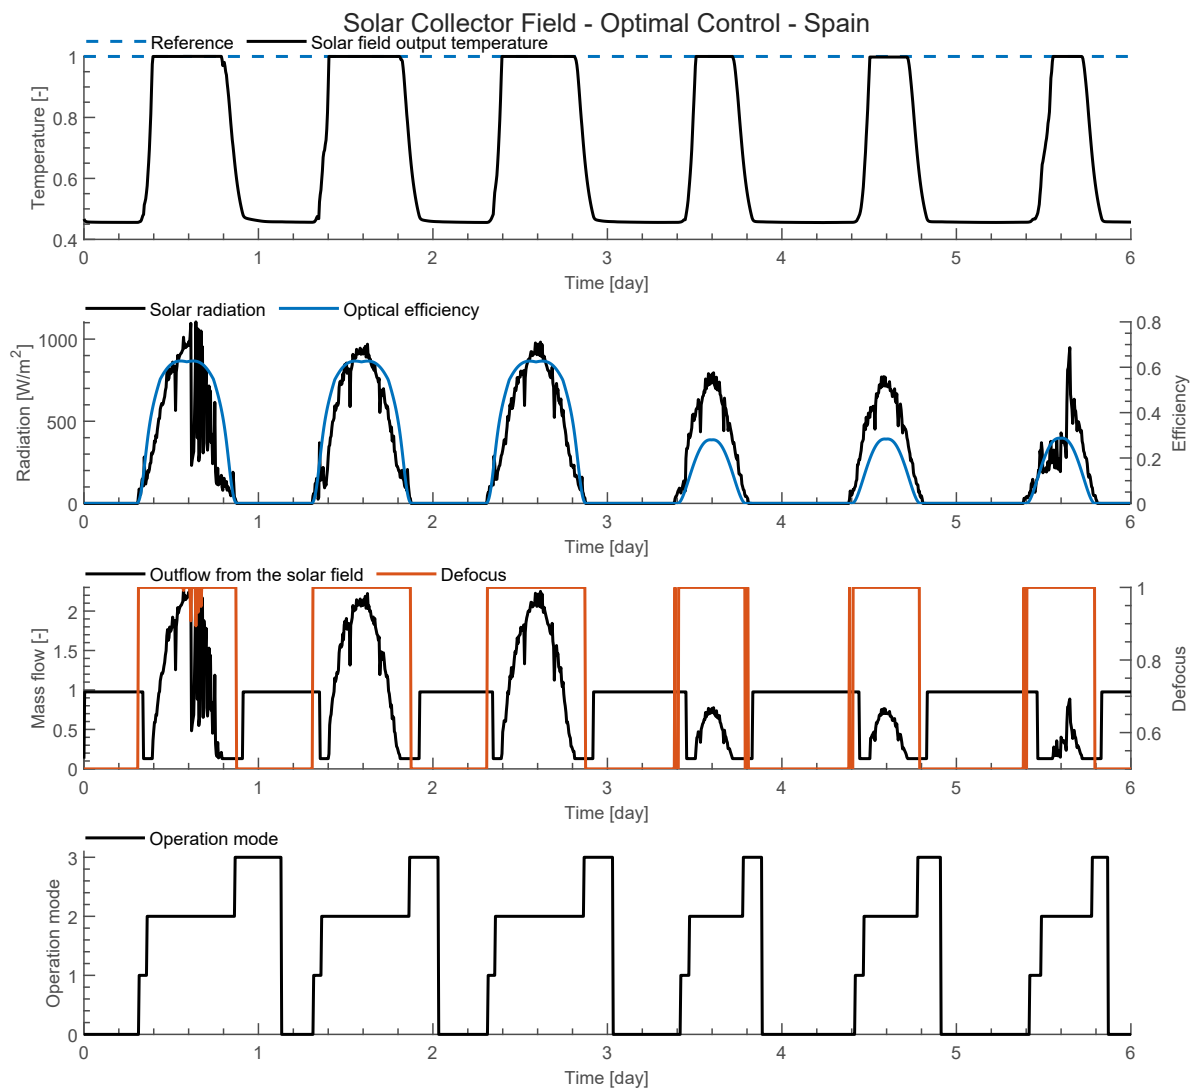 Solar Collector Field - Optimal Control - Spain
Reference Solar field output temperature
Temperature [-]
1
0.8
0.6
0.4
0 1 2 3 4 5 6
Time [day]
Solar radiation Optical efficiency
Radiation [W/m²]
1000
500
0
0.8
0.6
0.4
0.2
0
Efficiency
0 1 2 3 4 5 6
Time [day]
Outflow from the solar field Defocus
Mass flow [-]
2
1.5
1
0.5
0
1
0.8
0.6
Defocus
0 1 2 3 4 5 6
Time [day]
Operation mode
Operation mode
3
2
1
0
0 1 2 3 4 5 6
Time [day]